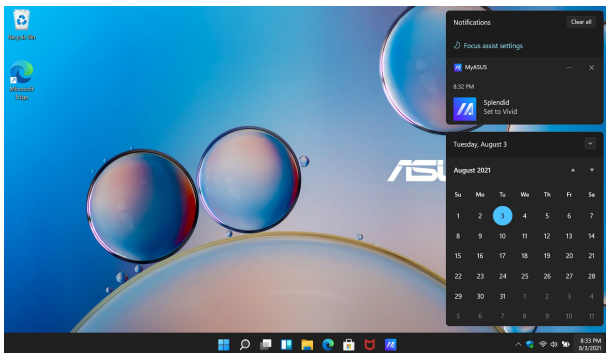 Recycle Bin
Microsoft
Edge
Notifications
Clear all
Focus assist settings
MyASUS
8:32 PM
Splendid
Set to Vivid
Tuesday, August 3
August 2021
Su Mo Tu We Th Fr Sa
1 2 3 4 5 6 7
8 9 10 11 12 13 14
15 16 17 18 19 20 21
22 23 24 25 26 27 28
29 30 31 1 2 3 4
5 6 7 8 9 10 11
8:33 PM
8/3/2021